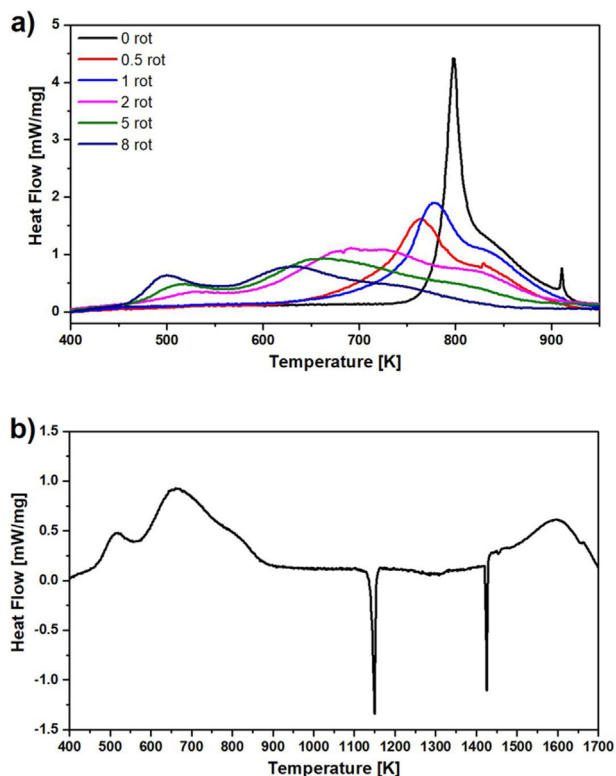 a)
5
4
3
2
1
0
Heat Flow [mW/mg]
0 rot
0.5 rot
1 rot
2 rot
5 rot
8 rot
400 500 600 700 800 900
Temperature [K]
b)
1.5
1.0
0.5
0.0
-0.5
-1.0
-1.5
Heat Flow [mW/mg]
400 500 600 700 800 900 1000 1100 1200 1300 1400 1500 1600 1700
Temperature [K]